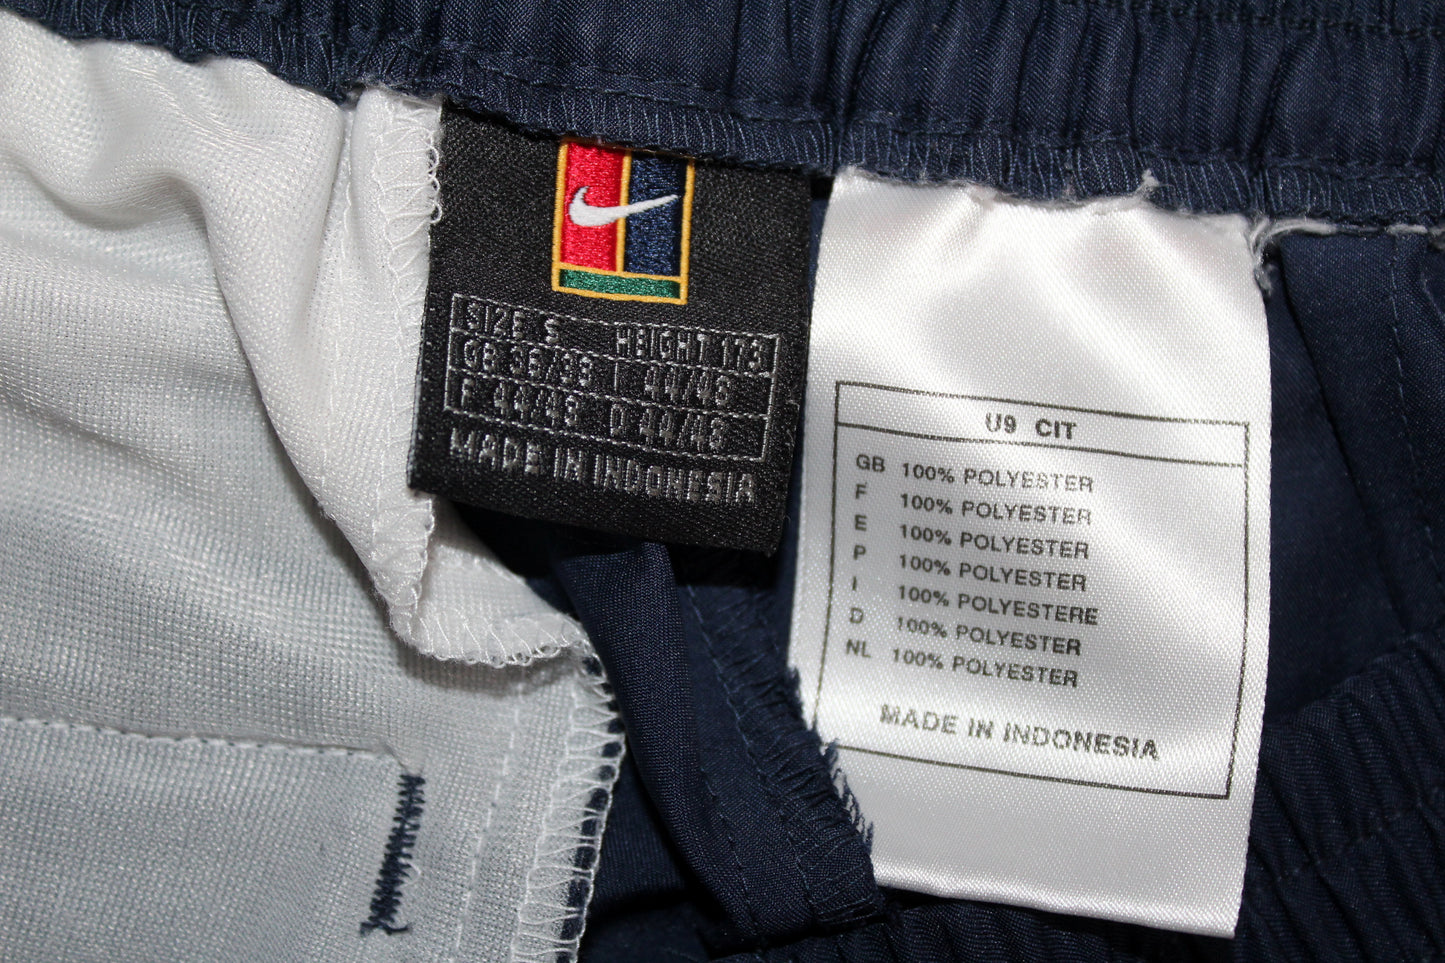 SIZE S HEIGHT 173
GB 36/38 I 44/46
F 44/46 D 44/46
MADE IN INDONESIA
U9 CIT
GB 100% POLYESTER
F 100% POLYESTER
E 100% POLYESTER
P 100% POLYESTER
I 100% POLYESTERE
D 100% POLYESTER
NL 100% POLYESTER
MADE IN INDONESIA